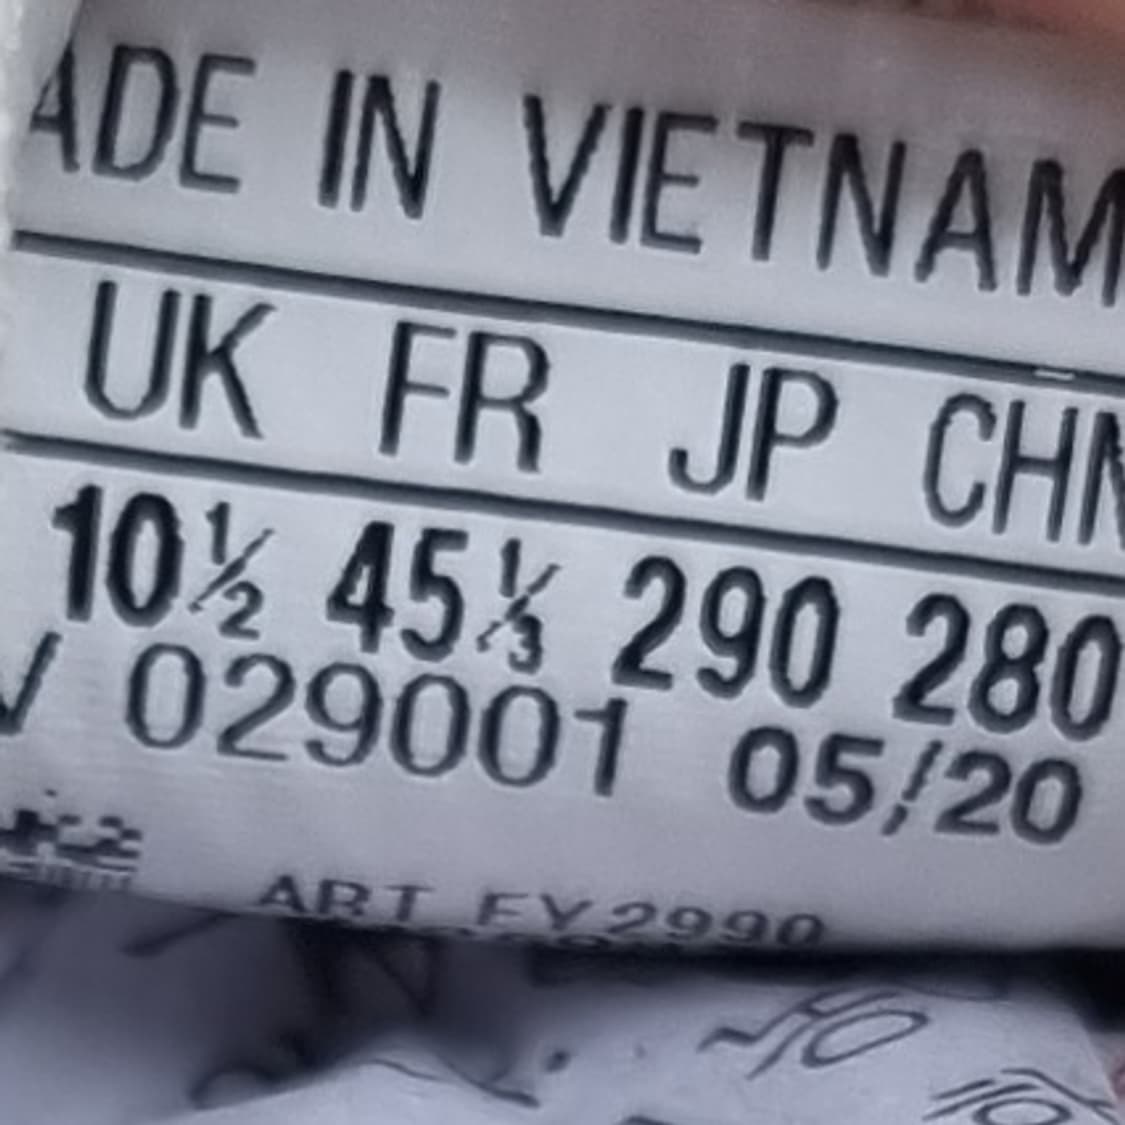 ADE IN VIETNAM
UK FR JP CHN
10½ 45⅓ 290 280
029001 05/20
ART FY2990